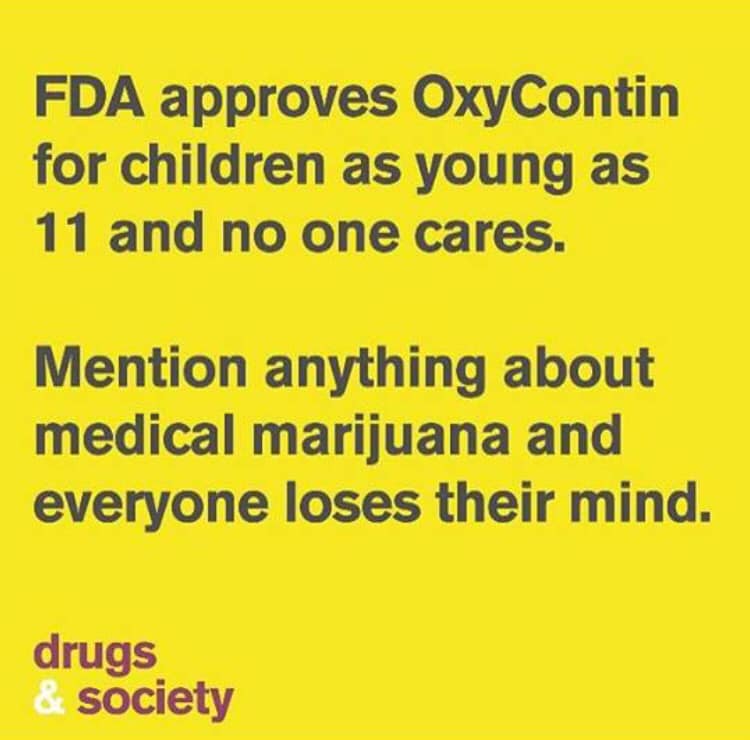 FDA approves OxyContin
for children as young as
11 and no one cares.
Mention anything about
medical marijuana and
everyone loses their mind.
drugs
& society